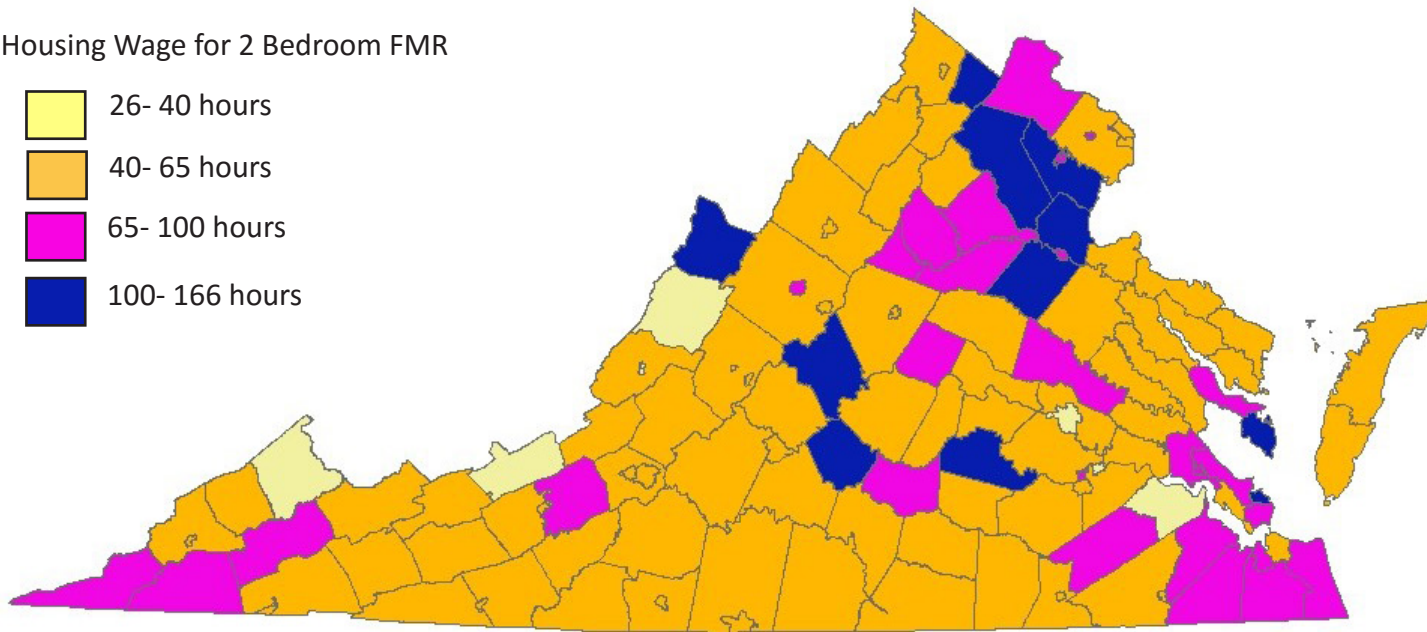 Housing Wage for 2 Bedroom FMR
26- 40 hours
40- 65 hours
65- 100 hours
100- 166 hours